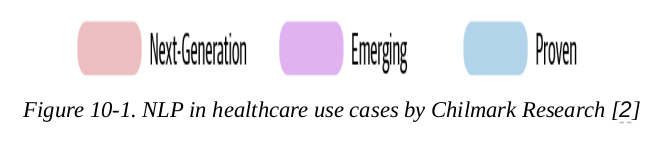 Next-Generation Emerging Proven
Figure 10-1. NLP in healthcare use cases by Chilmark Research [2]